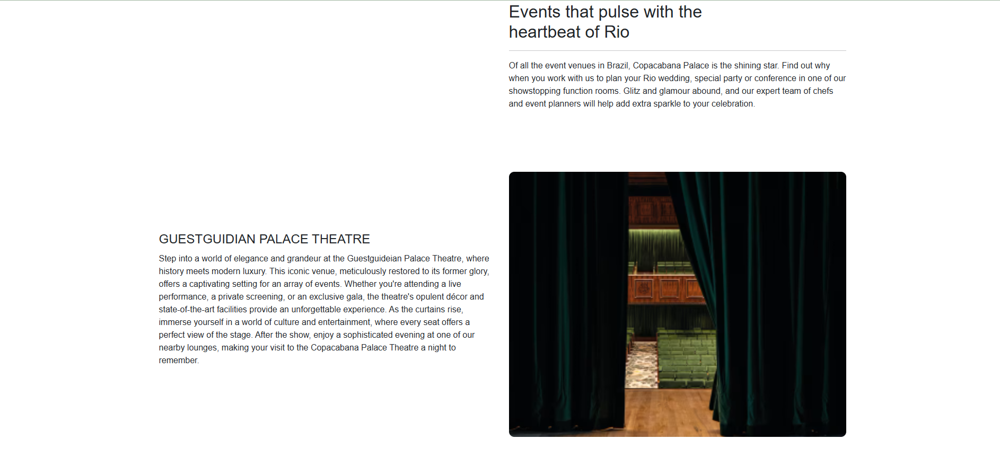 Events that pulse with the
heartbeat of Rio
Of all the event venues in Brazil, Copacabana Palace is the shining star. Find out why
when you work with us to plan your Rio wedding, special party or conference in one of our
showstopping function rooms. Glitz and glamour abound, and our expert team of chefs
and event planners will help add extra sparkle to your celebration.
GUESTGUIDIAN PALACE THEATRE
Step into a world of elegance and grandeur at the Guestguideian Palace Theatre, where
history meets modern luxury. This iconic venue, meticulously restored to its former glory,
offers a captivating setting for an array of events. Whether you're attending a live
performance, a private screening, or an exclusive gala, the theatre's opulent décor and
state-of-the-art facilities provide an unforgettable experience. As the curtains rise,
immerse yourself in a world of culture and entertainment, where every seat offers a
perfect view of the stage. After the show, enjoy a sophisticated evening at one of our
nearby lounges, making your visit to the Copacabana Palace Theatre a night to
remember.